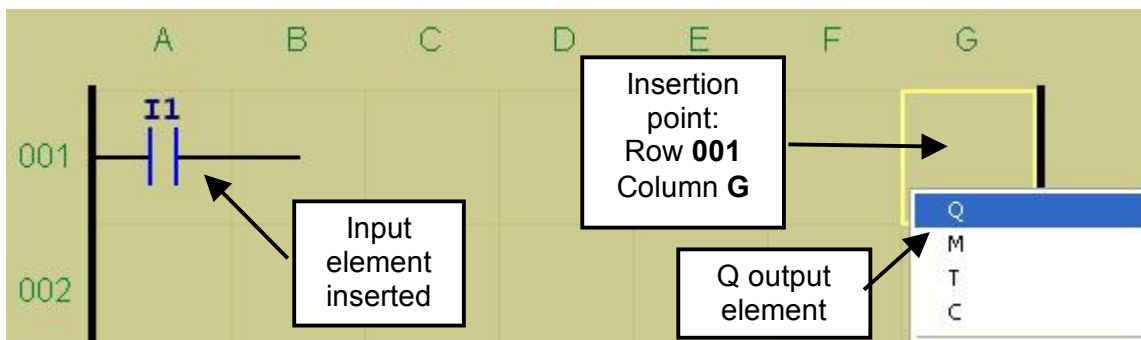 A B C D E F G
I1
001
Insertion
point:
Row 001
Column G
Input
element
inserted
002
Q output
element
Q
M
T
C